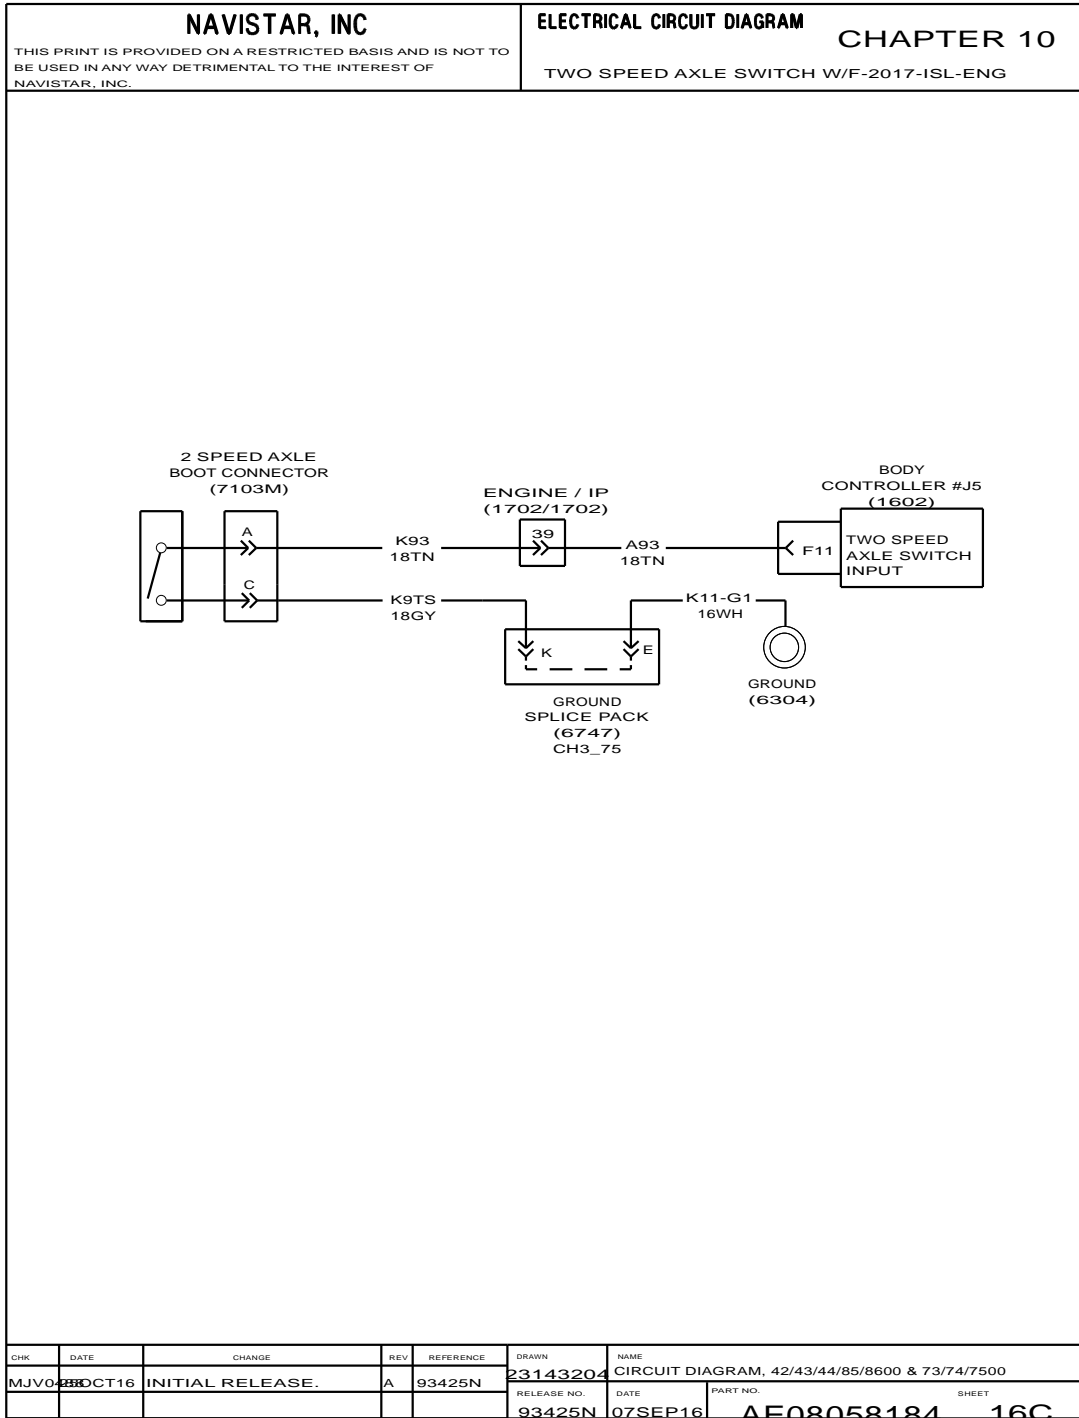 NAVISTAR, INC
THIS PRINT IS PROVIDED ON A RESTRICTED BASIS AND IS NOT TO
BE USED IN ANY WAY DETRIMENTAL TO THE INTEREST OF
NAVISTAR, INC.
ELECTRICAL CIRCUIT DIAGRAM
CHAPTER 10
TWO SPEED AXLE SWITCH W/F-2017-ISL-ENG
2 SPEED AXLE
BOOT CONNECTOR
(7103M)
A
C
K93
18TN
K9TS
18GY
ENGINE / IP
(1702/1702)
39
A93
18TN
BODY
CONTROLLER #J5
(1602)
F11
TWO SPEED
AXLE SWITCH
INPUT
K11-G1
16WH
K
E
GROUND
SPLICE PACK
(6747)
CH3_75
GROUND
(6304)
CHK
DATE
CHANGE
REV
REFERENCE
INITIAL RELEASE.
A
93425N
DRAWN
23143204
NAME
CIRCUIT DIAGRAM, 42/43/44/85/8600 & 73/74/7500
RELEASE NO.
93425N
DATE
07SEP16
PART NO.
AE08058184
SHEET
16C